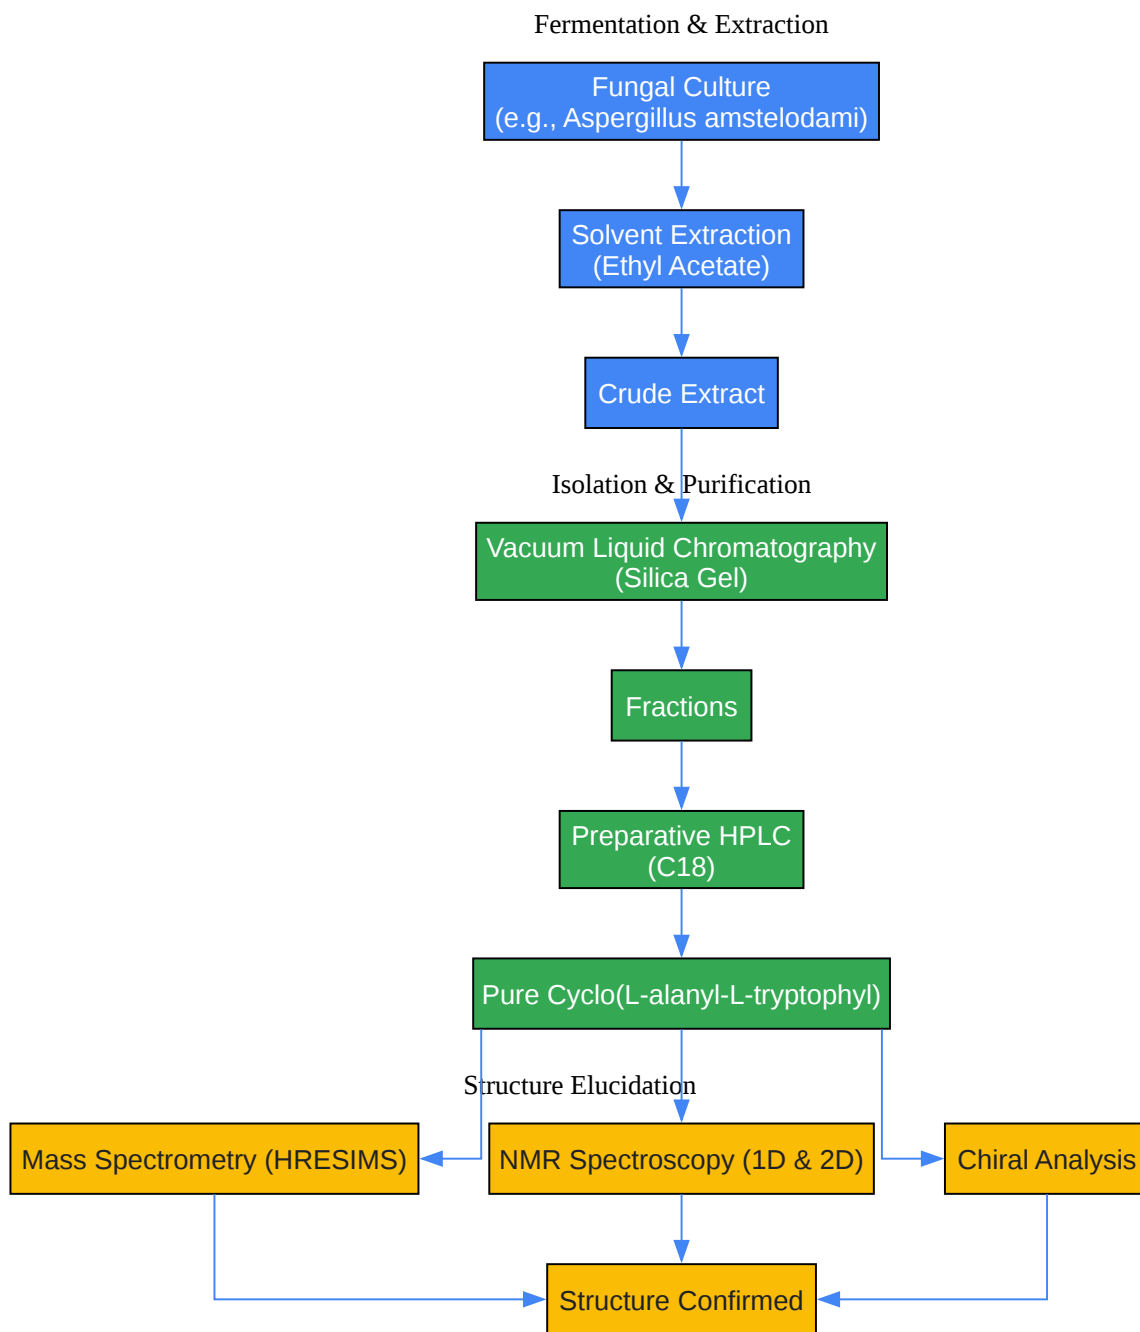 Fermentation & Extraction
Fungal Culture
(e.g., Aspergillus amstelodami)
Solvent Extraction
(Ethyl Acetate)
Crude Extract
Isolation & Purification
Vacuum Liquid Chromatography
(Silica Gel)
Fractions
Preparative HPLC
(C18)
Pure Cyclo(L-alanyl-L-tryptophyl)
Structure Elucidation
Mass Spectrometry (HRESIMS)
NMR Spectroscopy (1D & 2D)
Chiral Analysis
Structure Confirmed